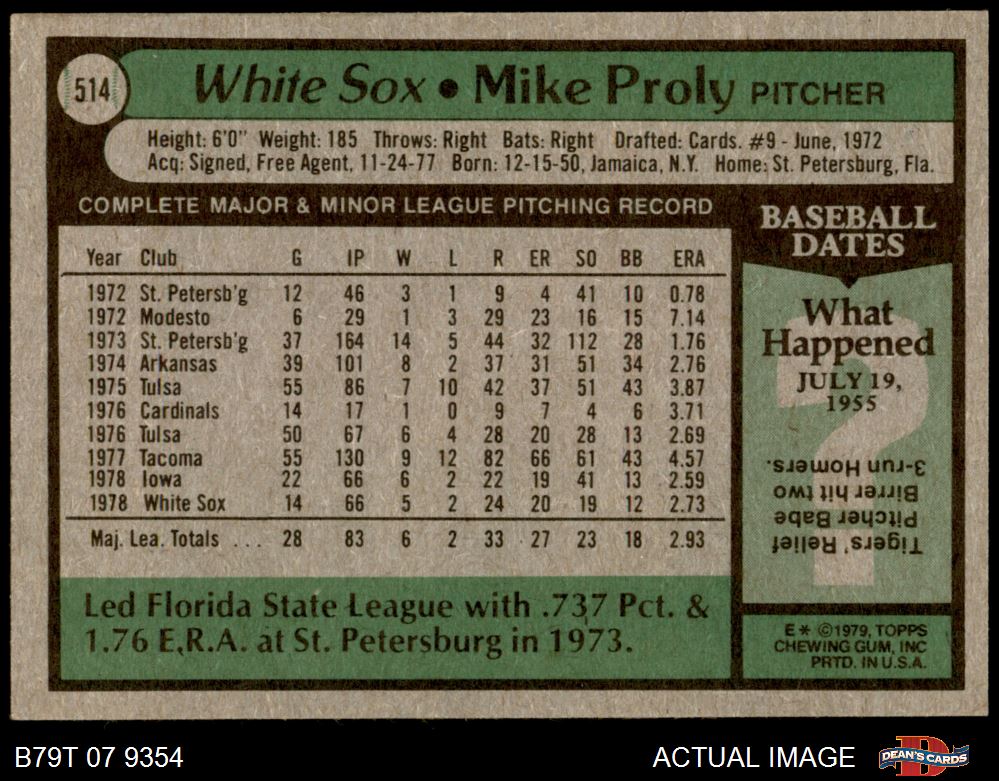 514
White Sox • Mike Proly PITCHER
Height: 6'0" Weight: 185 Throws: Right Bats: Right Drafted: Cards. #9 - June, 1972
Acq: Signed, Free Agent, 11-24-77 Born: 12-15-50, Jamaica, N.Y. Home: St. Petersburg, Fla.
COMPLETE MAJOR & MINOR LEAGUE PITCHING RECORD
Year Club G IP W L R ER SO BB ERA
1972 St. Petersb'g 12 46 3 1 9 4 41 10 0.78
1972 Modesto 6 29 1 3 29 23 16 15 7.14
1973 St. Petersb'g 37 164 14 5 44 32 112 28 1.76
1974 Arkansas 39 101 8 2 37 31 51 34 2.76
1975 Tulsa 55 86 7 10 42 37 51 43 3.87
1976 Cardinals 14 17 1 0 9 7 4 6 3.71
1976 Tulsa 50 67 6 4 28 20 28 13 2.69
1977 Tacoma 55 130 9 12 82 66 61 43 4.57
1978 Iowa 22 66 6 2 22 19 41 13 2.59
1978 White Sox 14 66 5 2 24 20 19 12 2.73
Maj. Lea. Totals ... 28 83 6 2 33 27 23 18 2.93
Led Florida State League with .737 Pct. &
1.76 E.R.A. at St. Petersburg in 1973.
BASEBALL
DATES
What
Happened
JULY 19,
1955
?
Tigers' Relief
Pitcher Babe
Birrer hit two
3-run Homers.
E* ©1979, TOPPS
CHEWING GUM, INC
PRTD. IN U.S.A.
B79T 07 9354
ACTUAL IMAGE
DEAN'S CARDS